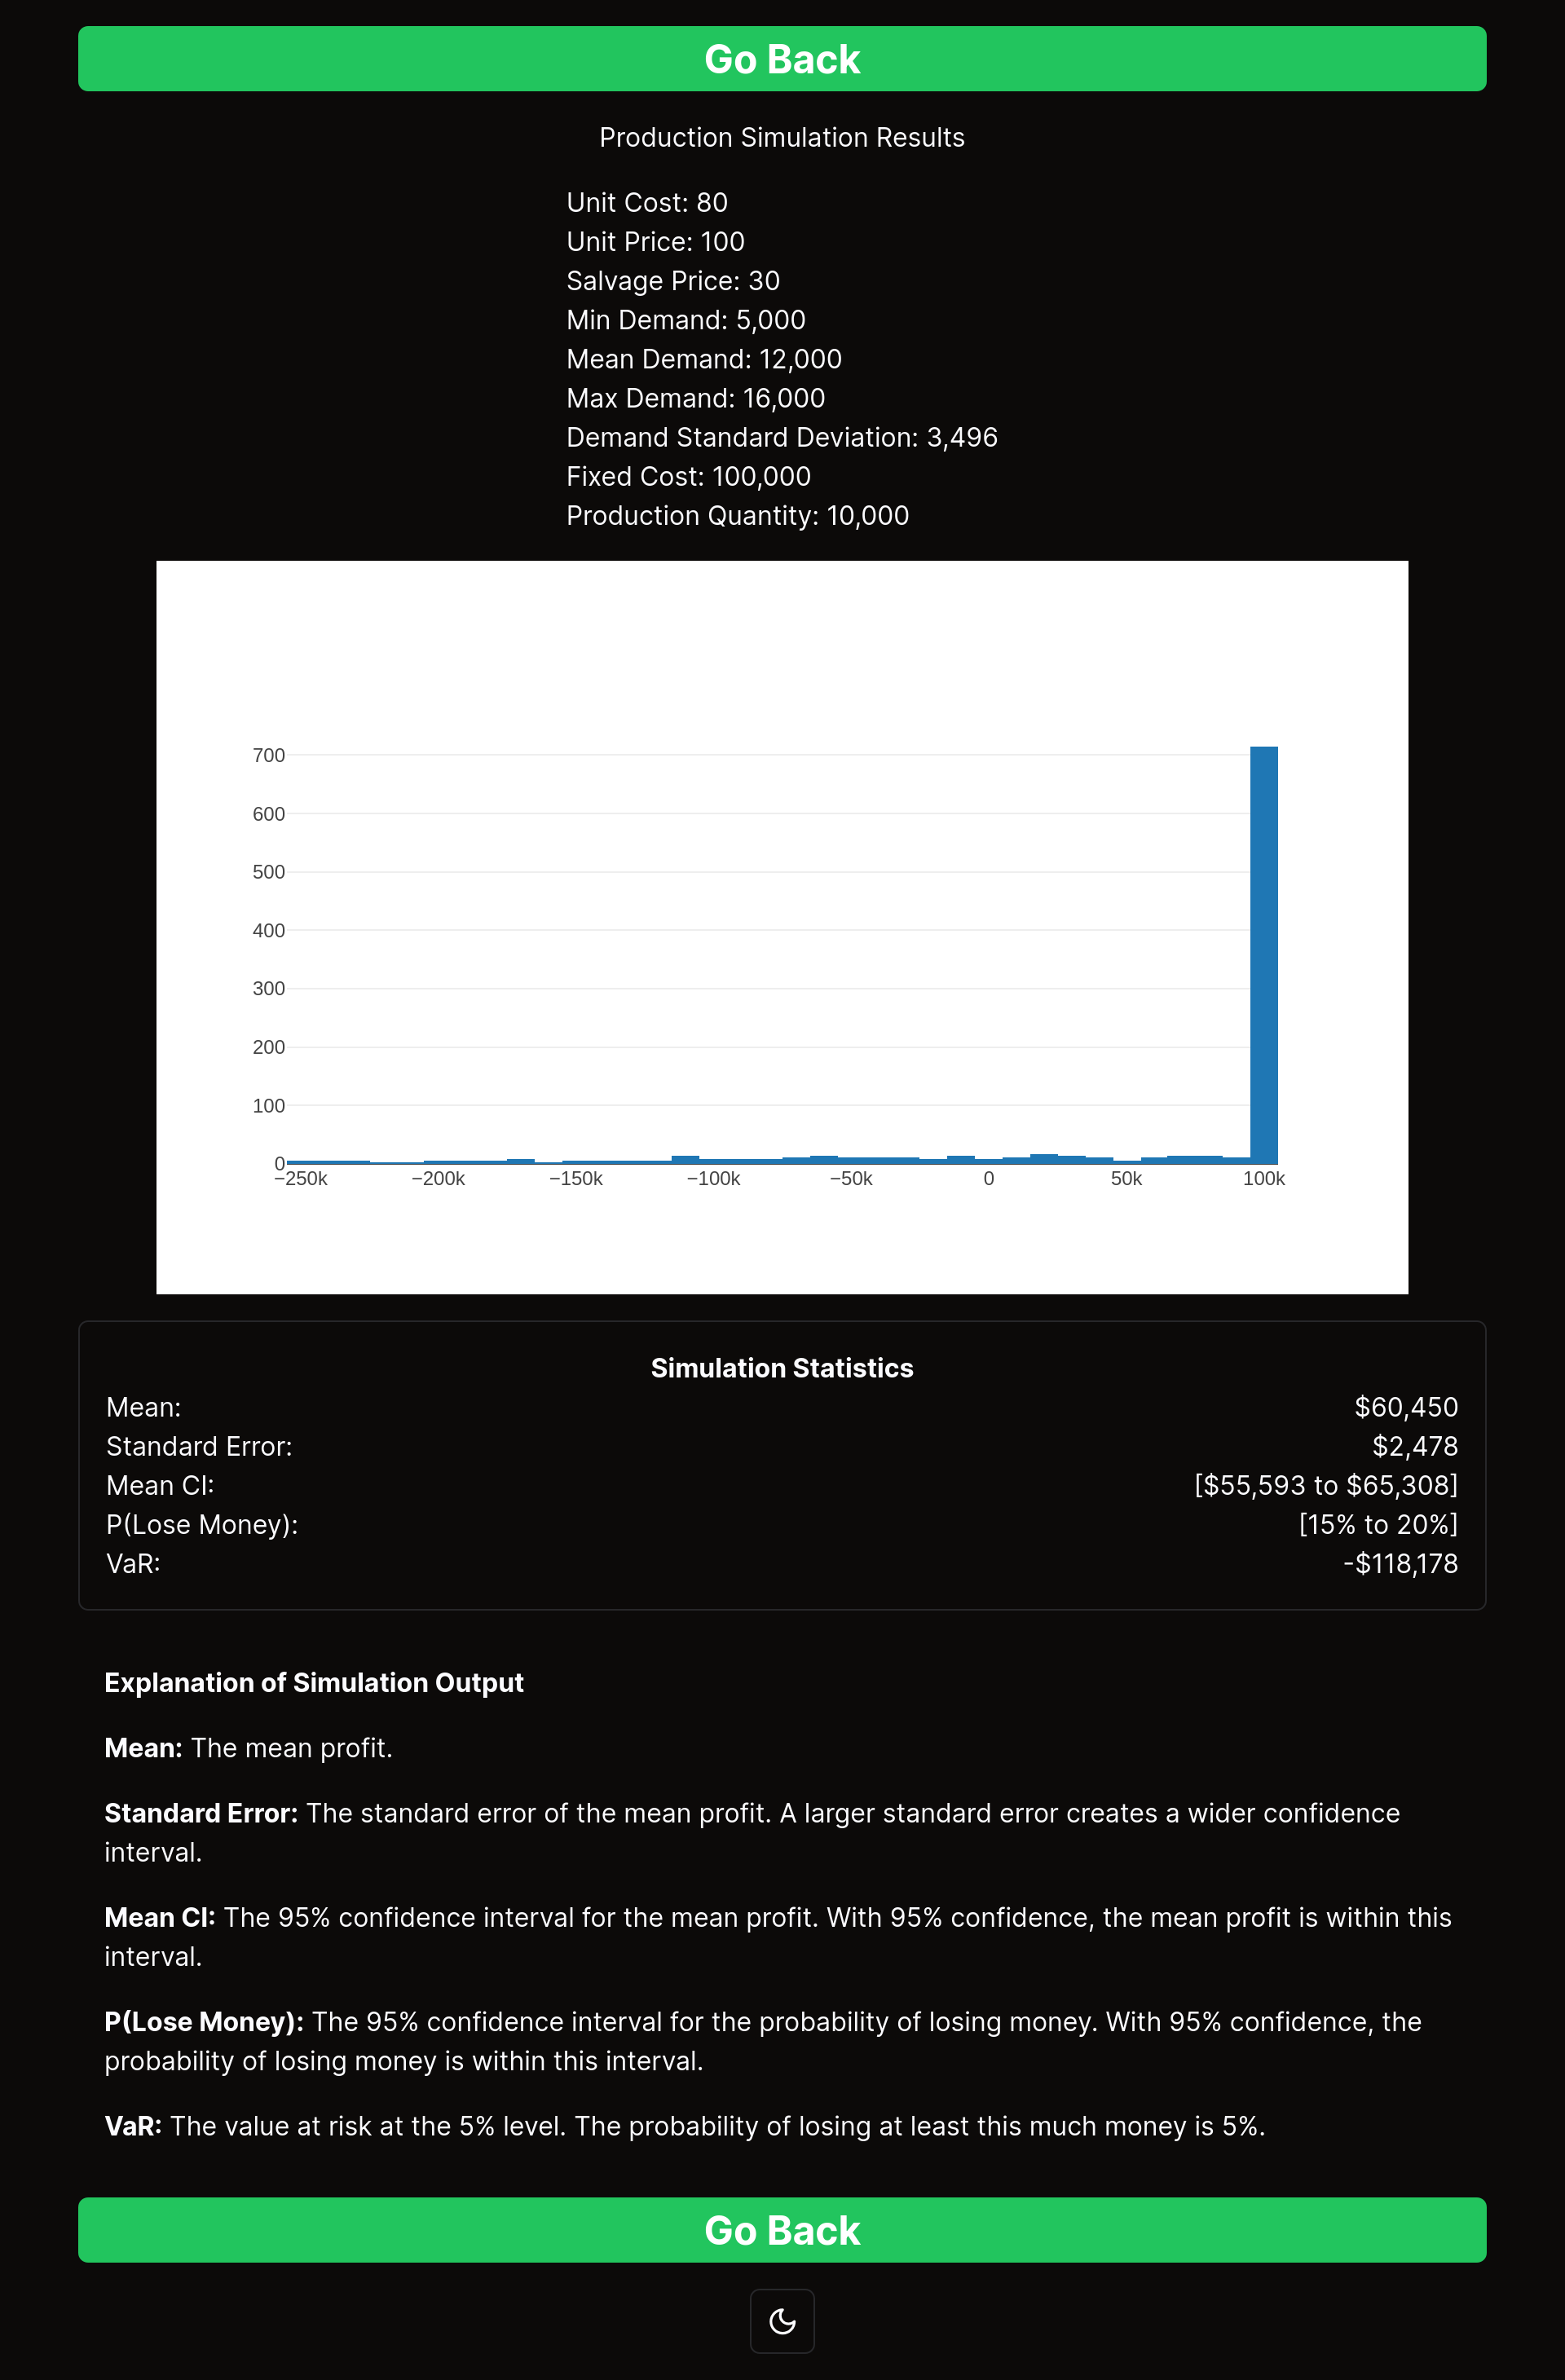 Go Back
Production Simulation Results
Unit Cost: 80
Unit Price: 100
Salvage Price: 30
Min Demand: 5,000
Mean Demand: 12,000
Max Demand: 16,000
Demand Standard Deviation: 3,496
Fixed Cost: 100,000
Production Quantity: 10,000
700
600
500
400
300
200
100
0
−250k −200k −150k −100k −50k 0 50k 100k
Simulation Statistics
Mean: $60,450
Standard Error: $2,478
Mean CI: [$55,593 to $65,308]
P(Lose Money): [15% to 20%]
VaR: -$118,178
Explanation of Simulation Output
Mean: The mean profit.
Standard Error: The standard error of the mean profit. A larger standard error creates a wider confidence
interval.
Mean CI: The 95% confidence interval for the mean profit. With 95% confidence, the mean profit is within this
interval.
P(Lose Money): The 95% confidence interval for the probability of losing money. With 95% confidence, the
probability of losing money is within this interval.
VaR: The value at risk at the 5% level. The probability of losing at least this much money is 5%.
Go Back